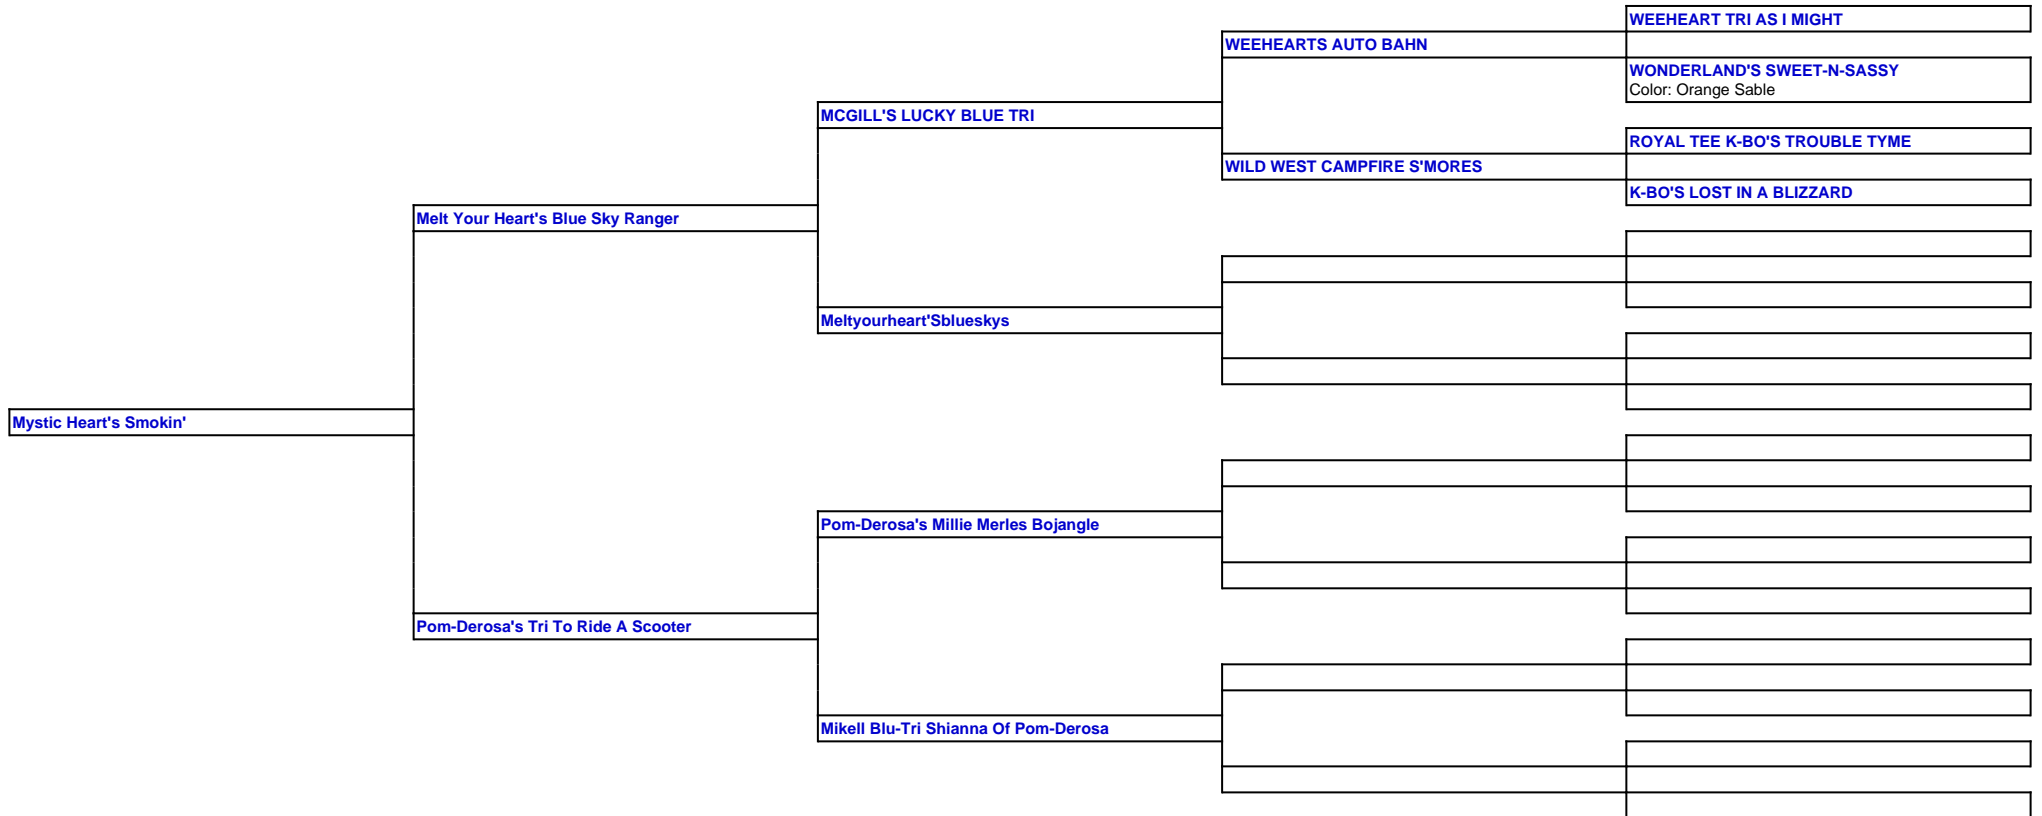 WEEHEART TRI AS I MIGHT
WEEHEARTS AUTO BAHN
WONDERLAND'S SWEET-N-SASSY
Color: Orange Sable
MCGILL'S LUCKY BLUE TRI
ROYAL TEE K-BO'S TROUBLE TYME
WILD WEST CAMPFIRE S'MORES
K-BO'S LOST IN A BLIZZARD
Melt Your Heart's Blue Sky Ranger
Meltyourheart'Sblueskys
Mystic Heart's Smokin'
Pom-Derosa's Millie Merles Bojangle
Pom-Derosa's Tri To Ride A Scooter
Mikell Blu-Tri Shianna Of Pom-Derosa